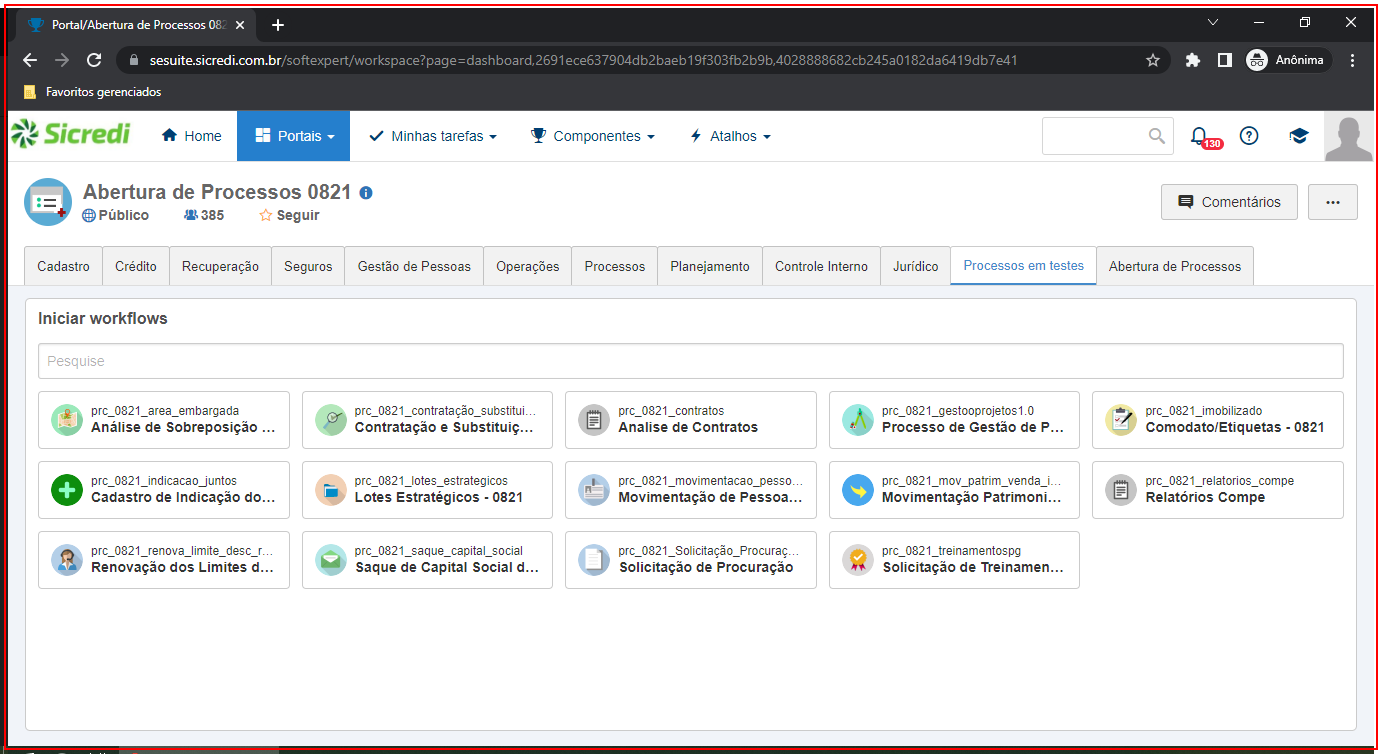 Portal/Abertura de Processos 082
sesuite.sicredi.com.br/softexpert/workspace?page=dashboard,2691ece637904db2baeb19f303fb2b9b,4028888682cb245a0182da6419db7e41
Anônima
Favoritos gerenciados
Sicredi
Home
Portais
Minhas tarefas
Componentes
Atalhos
130
Abertura de Processos 0821
Público
385
Seguir
Comentários
Cadastro
Crédito
Recuperação
Seguros
Gestão de Pessoas
Operações
Processos
Planejamento
Controle Interno
Jurídico
Processos em testes
Abertura de Processos
Iniciar workflows
Pesquise
prc_0821_area_embargada
Análise de Sobreposição ...
prc_0821_contratação_substitui...
Contratação e Substituiç...
prc_0821_contratos
Analise de Contratos
prc_0821_gestooprojetos1.0
Processo de Gestão de P...
prc_0821_imobilizado
Comodato/Etiquetas - 0821
prc_0821_indicacao_juntos
Cadastro de Indicação do...
prc_0821_lotes_estrategicos
Lotes Estratégicos - 0821
prc_0821_movimentacao_pesso...
Movimentação de Pessoa...
prc_0821_mov_patrim_venda_i...
Movimentação Patrimoni...
prc_0821_relatorios_compe
Relatórios Compe
prc_0821_renova_limite_desc_r...
Renovação dos Limites d...
prc_0821_saque_capital_social
Saque de Capital Social d...
prc_0821_Solicitação_Procuraç...
Solicitação de Procuração
prc_0821_treinamentospg
Solicitação de Treinamen...